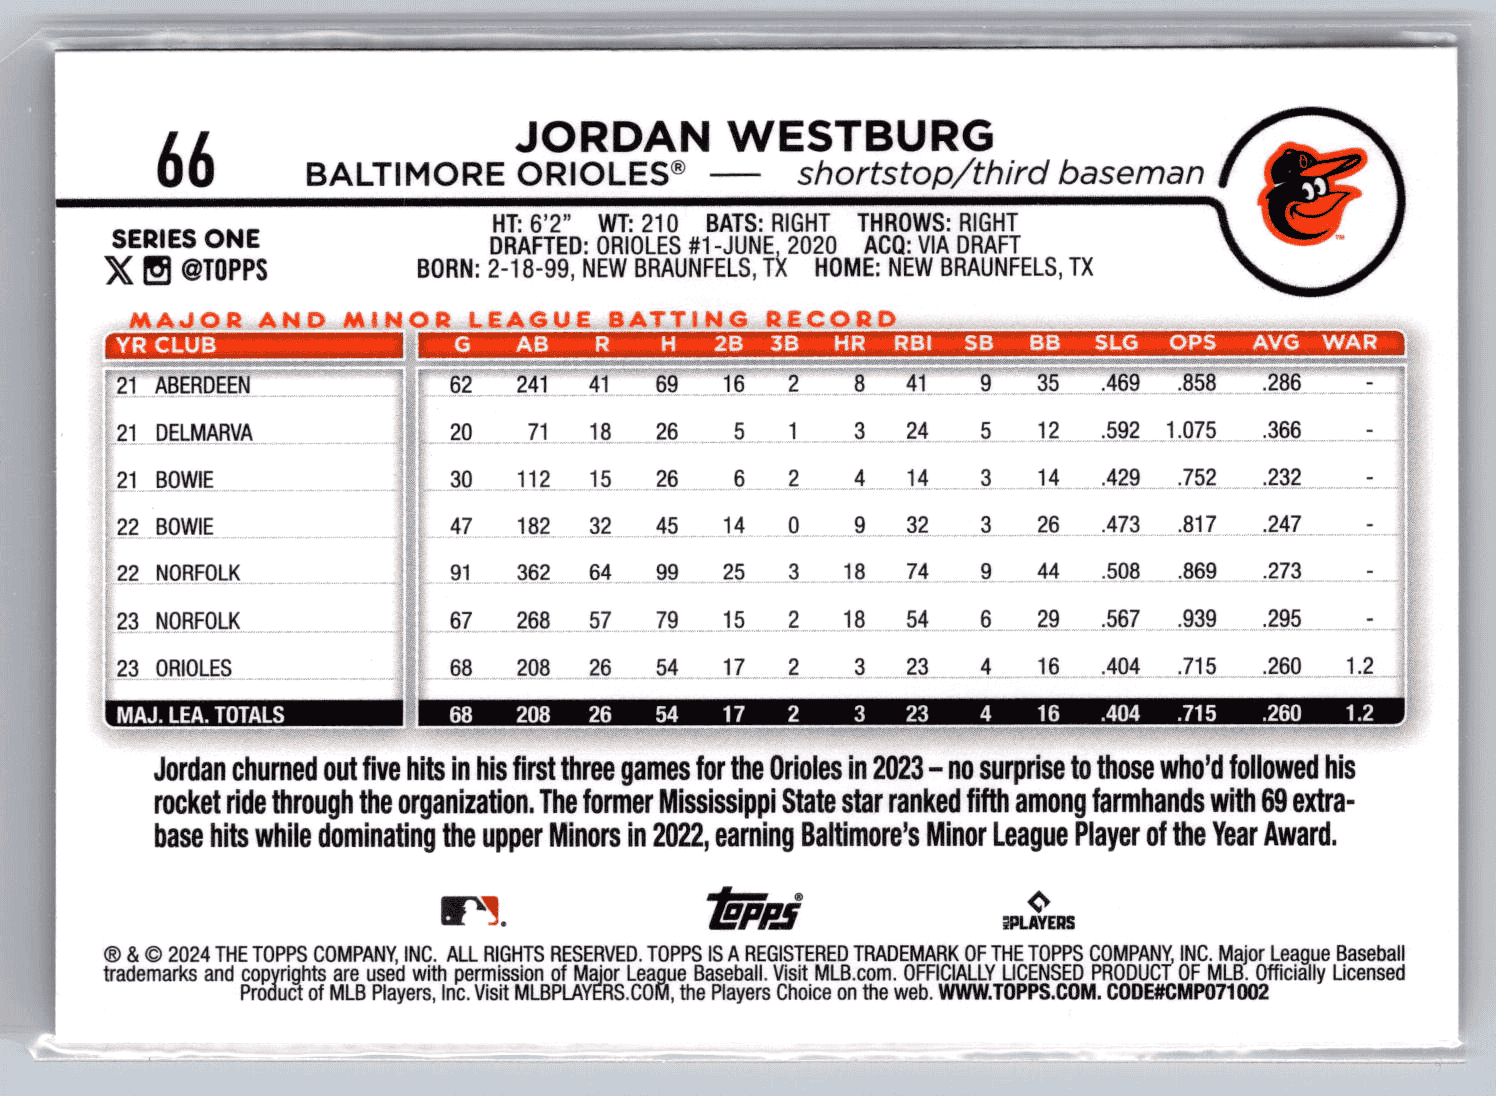 66
JORDAN WESTBURG
BALTIMORE ORIOLES® — shortstop/third baseman
SERIES ONE
@TOPPS
HT: 6'2" WT: 210 BATS: RIGHT THROWS: RIGHT
DRAFTED: ORIOLES #1-JUNE, 2020 ACQ: VIA DRAFT
BORN: 2-18-99, NEW BRAUNFELS, TX HOME: NEW BRAUNFELS, TX
MAJOR AND MINOR LEAGUE BATTING RECORD
YR CLUB G AB R H 2B 3B HR RBI SB BB SLG OPS AVG WAR
21 ABERDEEN 62 241 41 69 16 2 8 41 9 35 .469 .858 .286 -
21 DELMARVA 20 71 18 26 5 1 3 24 5 12 .592 1.075 .366 -
21 BOWIE 30 112 15 26 6 2 4 14 3 14 .429 .752 .232 -
22 BOWIE 47 182 32 45 14 0 9 32 3 26 .473 .817 .247 -
22 NORFOLK 91 362 64 99 25 3 18 74 9 44 .508 .869 .273 -
23 NORFOLK 67 268 57 79 15 2 18 54 6 29 .567 .939 .295 -
23 ORIOLES 68 208 26 54 17 2 3 23 4 16 .404 .715 .260 1.2
MAJ. LEA. TOTALS 68 208 26 54 17 2 3 23 4 16 .404 .715 .260 1.2
Jordan churned out five hits in his first three games for the Orioles in 2023 – no surprise to those who'd followed his
rocket ride through the organization. The former Mississippi State star ranked fifth among farmhands with 69 extra-
base hits while dominating the upper Minors in 2022, earning Baltimore's Minor League Player of the Year Award.
Topps® MLB PLAYERS
® & © 2024 THE TOPPS COMPANY, INC. ALL RIGHTS RESERVED. TOPPS IS A REGISTERED TRADEMARK OF THE TOPPS COMPANY, INC. Major League Baseball
trademarks and copyrights are used with permission of Major League Baseball. Visit MLB.com. OFFICIALLY LICENSED PRODUCT OF MLB. Officially Licensed
Product of MLB Players, Inc. Visit MLBPLAYERS.COM, the Players Choice on the web. WWW.TOPPS.COM. CODE#CMP071002